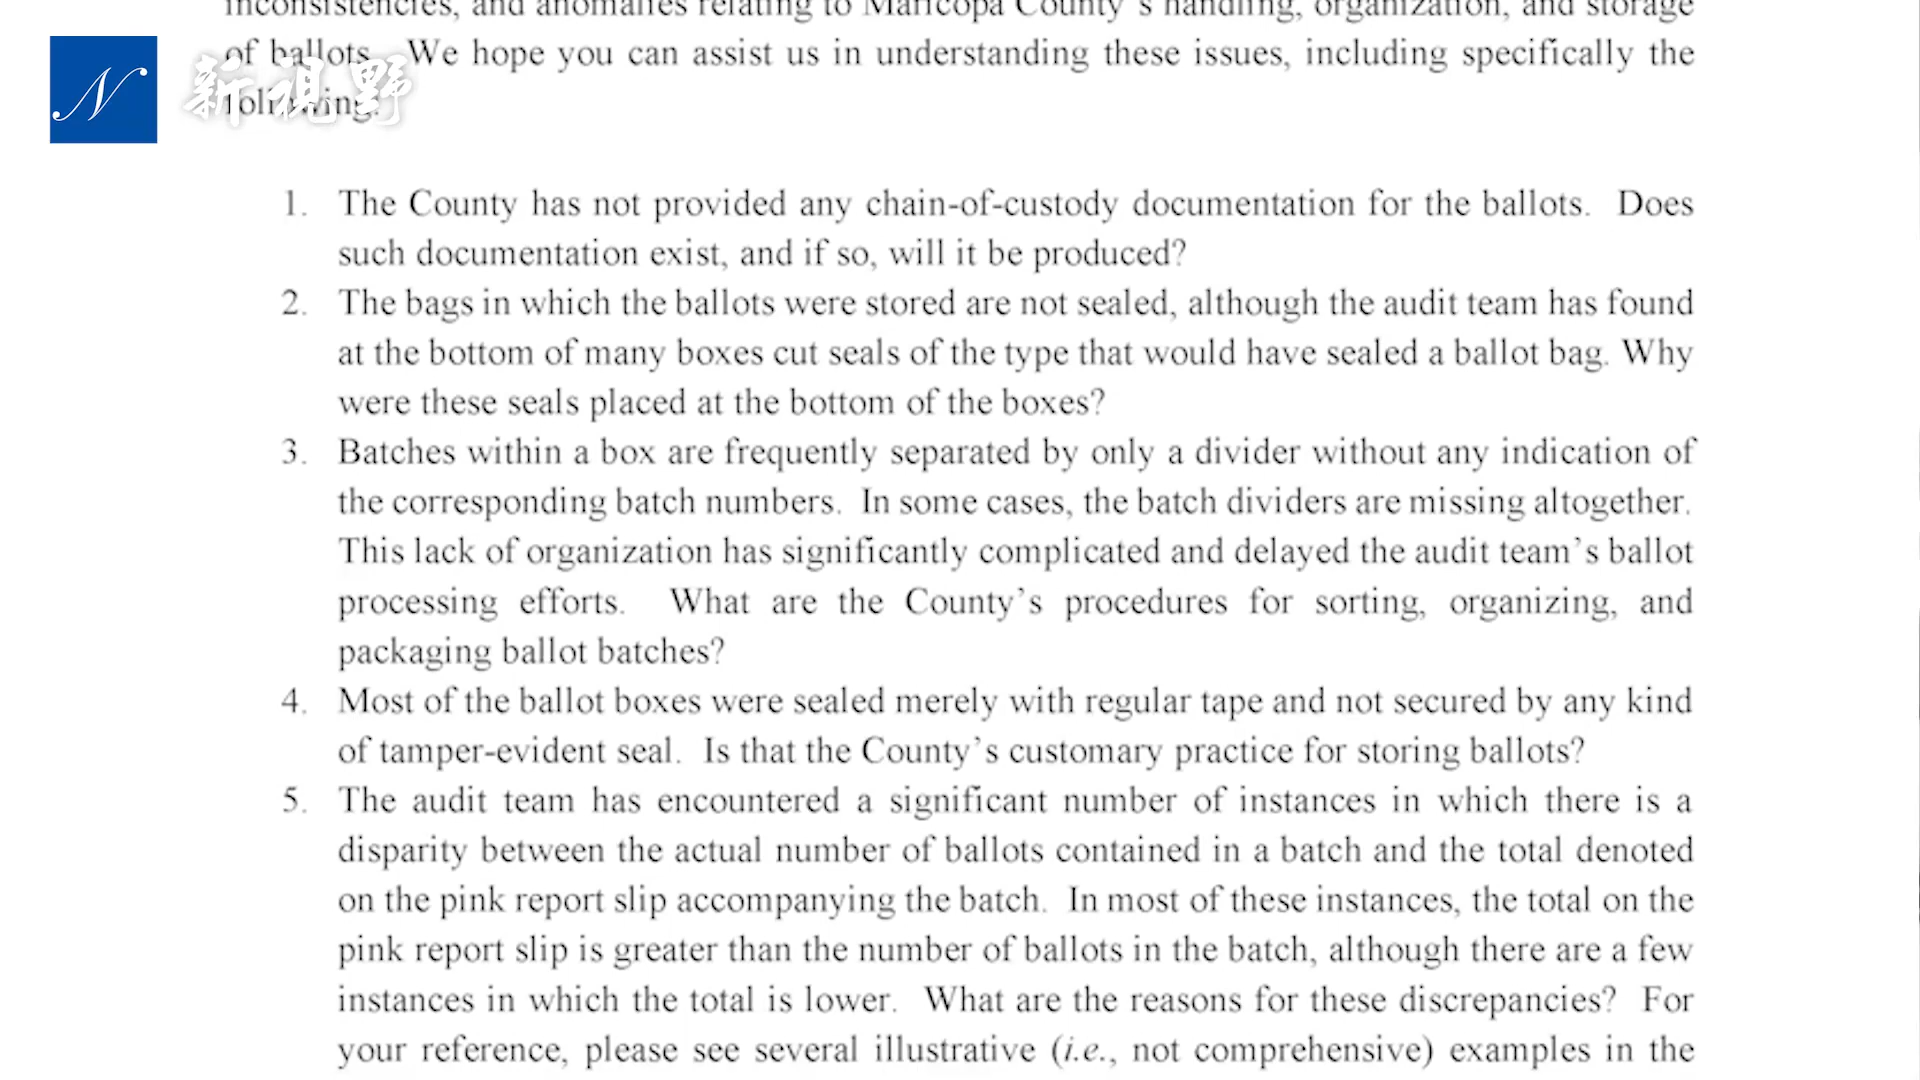 inconsistencies, and anomalies relating to Maricopa County's handling, organization, and storage
of ballots. We hope you can assist us in understanding these issues, including specifically the
following:
N 新視野
1. The County has not provided any chain-of-custody documentation for the ballots. Does
such documentation exist, and if so, will it be produced?
2. The bags in which the ballots were stored are not sealed, although the audit team has found
at the bottom of many boxes cut seals of the type that would have sealed a ballot bag. Why
were these seals placed at the bottom of the boxes?
3. Batches within a box are frequently separated by only a divider without any indication of
the corresponding batch numbers. In some cases, the batch dividers are missing altogether.
This lack of organization has significantly complicated and delayed the audit team's ballot
processing efforts. What are the County's procedures for sorting, organizing, and
packaging ballot batches?
4. Most of the ballot boxes were sealed merely with regular tape and not secured by any kind
of tamper-evident seal. Is that the County's customary practice for storing ballots?
5. The audit team has encountered a significant number of instances in which there is a
disparity between the actual number of ballots contained in a batch and the total denoted
on the pink report slip accompanying the batch. In most of these instances, the total on the
pink report slip is greater than the number of ballots in the batch, although there are a few
instances in which the total is lower. What are the reasons for these discrepancies? For
your reference, please see several illustrative (i.e., not comprehensive) examples in the